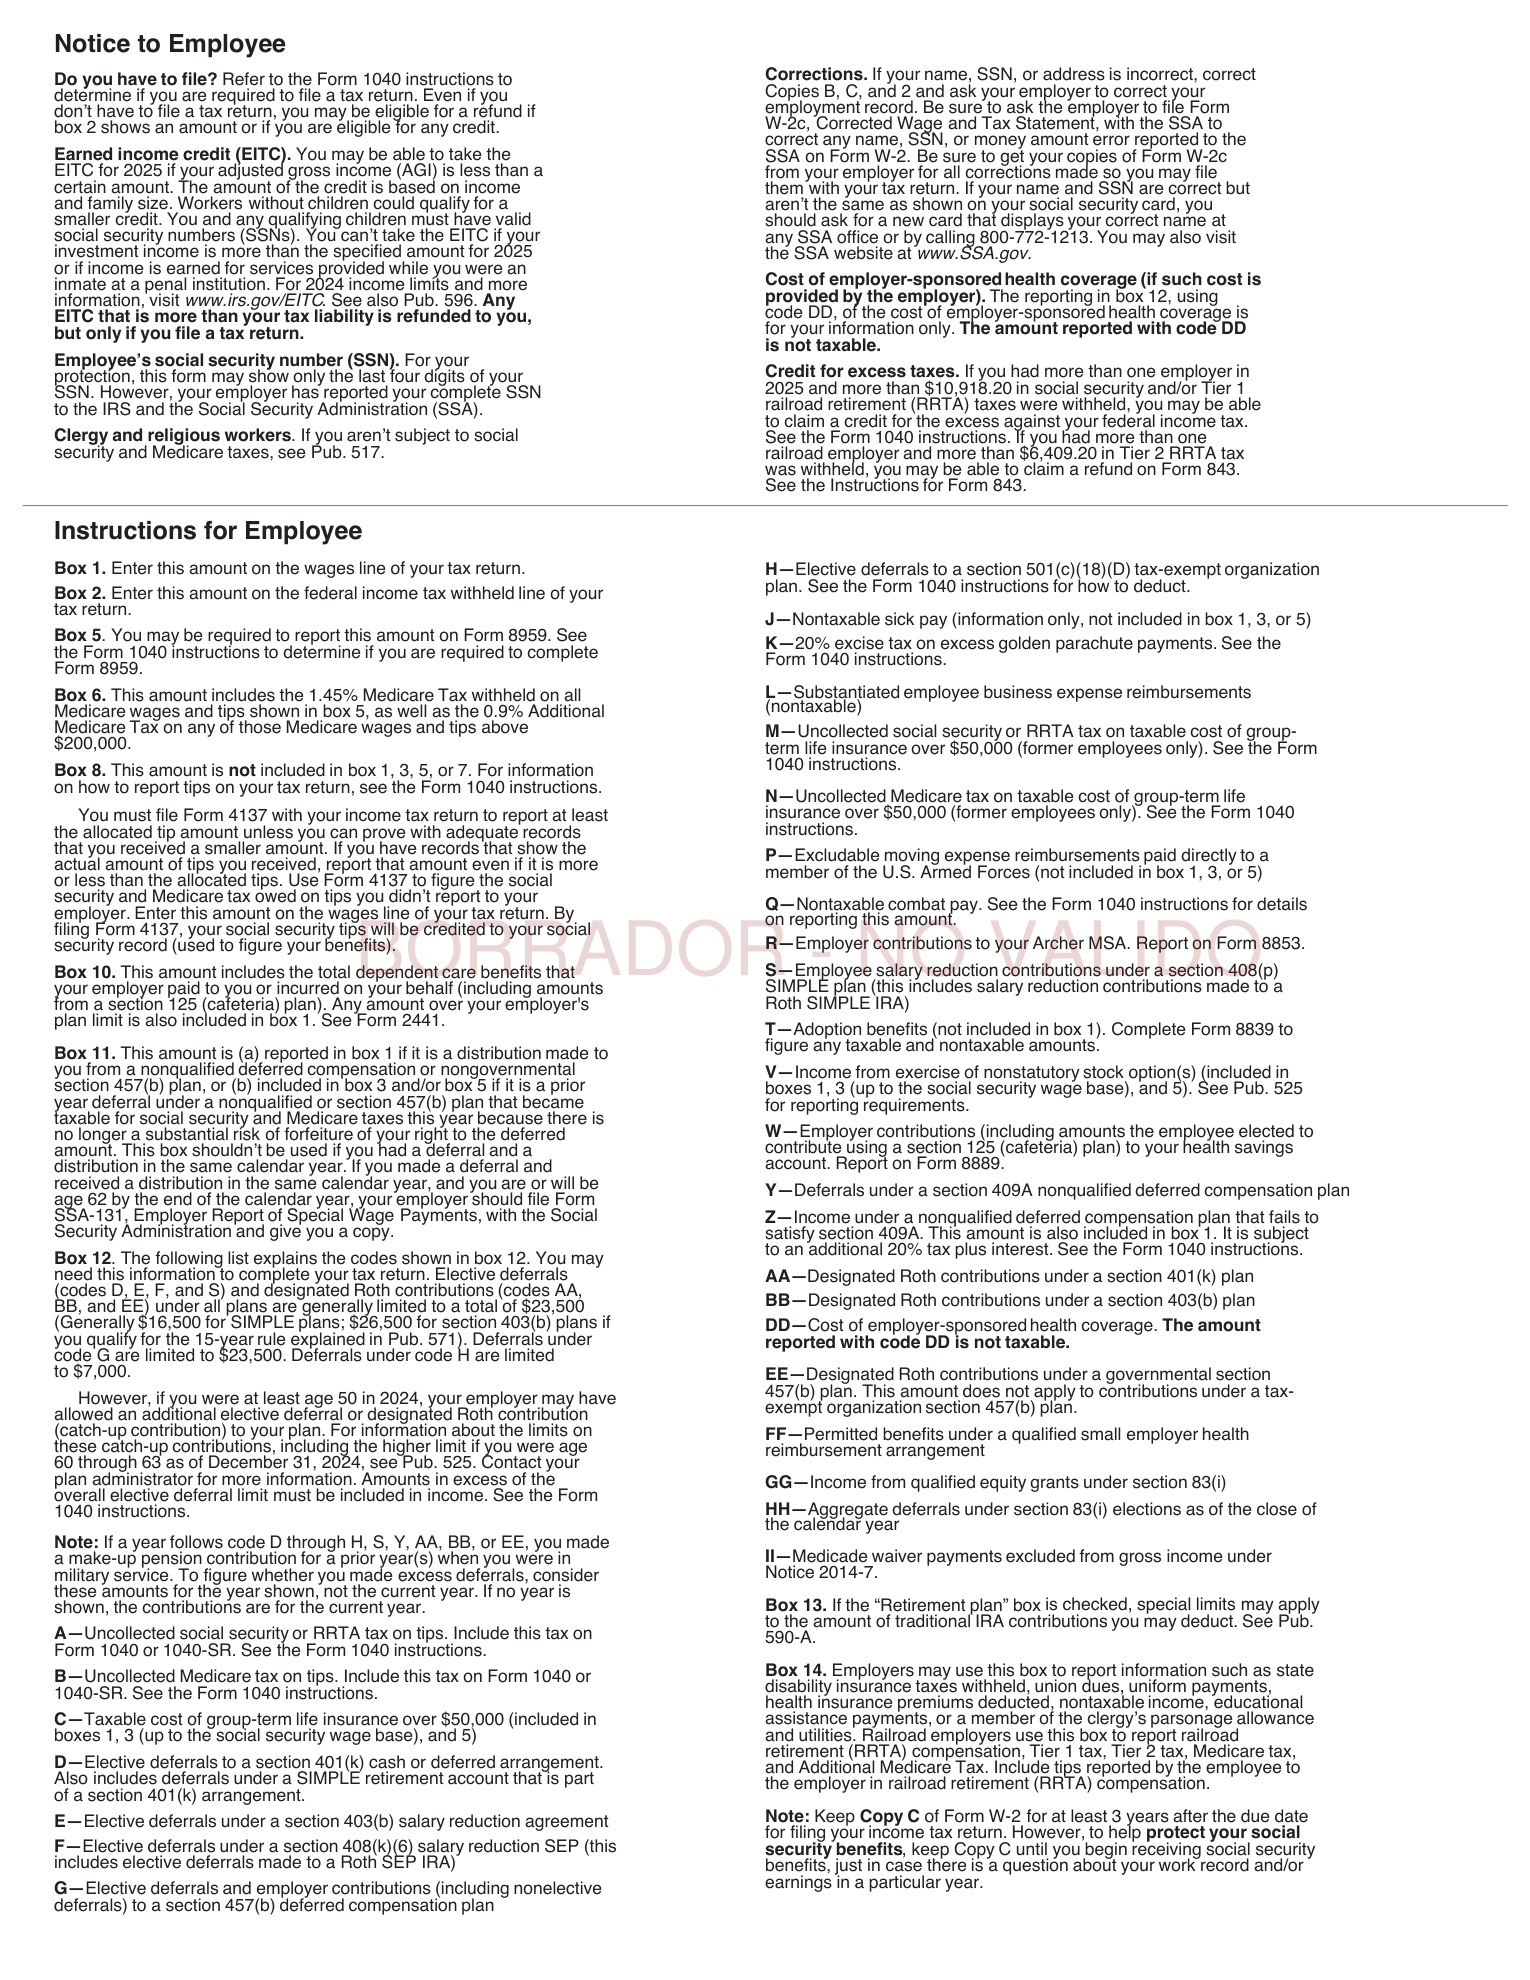 Notice to Employee
Do you have to file? Refer to the Form 1040 instructions to
determine if you are required to file a tax return. Even if you
don't have to file a tax return, you may be eligible for a refund if
box 2 shows an amount or if you are eligible for any credit.
Earned income credit (EITC). You may be able to take the
EITC for 2025 if your adjusted gross income (AGI) is less than a
certain amount. The amount of the credit is based on income
and family size. Workers without children could qualify for a
smaller credit. You and any qualifying children must have valid
social security numbers (SSNs). You can't take the EITC if your
investment income is more than the specified amount for 2025
or if income is earned for services provided while you were an
inmate at a penal institution. For 2024 income limits and more
information, visit www.irs.gov/EITC. See also Pub. 596. Any
EITC that is more than your tax liability is refunded to you,
but only if you file a tax return.
Employee's social security number (SSN). For your
protection, this form may show only the last four digits of your
SSN. However, your employer has reported your complete SSN
to the IRS and the Social Security Administration (SSA).
Clergy and religious workers. If you aren't subject to social
security and Medicare taxes, see Pub. 517.
Corrections. If your name, SSN, or address is incorrect, correct
Copies B, C, and 2 and ask your employer to correct your
employment record. Be sure to ask the employer to file Form
W-2c, Corrected Wage and Tax Statement, with the SSA to
correct any name, SSN, or money amount error reported to the
SSA on Form W-2. Be sure to get your copies of Form W-2c
from your employer for all corrections made so you may file
them with your tax return. If your name and SSN are correct but
aren't the same as shown on your social security card, you
should ask for a new card that displays your correct name at
any SSA office or by calling 800-772-1213. You may also visit
the SSA website at www.SSA.gov.
Cost of employer-sponsored health coverage (if such cost is
provided by the employer). The reporting in box 12, using
code DD, of the cost of employer-sponsored health coverage is
for your information only. The amount reported with code DD
is not taxable.
Credit for excess taxes. If you had more than one employer in
2025 and more than $10,918.20 in social security and/or Tier 1
railroad retirement (RRTA) taxes were withheld, you may be able
to claim a credit for the excess against your federal income tax.
See the Form 1040 instructions. If you had more than one
railroad employer and more than $6,409.20 in Tier 2 RRTA tax
was withheld, you may be able to claim a refund on Form 843.
See the Instructions for Form 843.
Instructions for Employee
Box 1. Enter this amount on the wages line of your tax return.
Box 2. Enter this amount on the federal income tax withheld line of your
tax return.
Box 5. You may be required to report this amount on Form 8959. See
the Form 1040 instructions to determine if you are required to complete
Form 8959.
Box 6. This amount includes the 1.45% Medicare Tax withheld on all
Medicare wages and tips shown in box 5, as well as the 0.9% Additional
Medicare Tax on any of those Medicare wages and tips above
$200,000.
Box 8. This amount is not included in box 1, 3, 5, or 7. For information
on how to report tips on your tax return, see the Form 1040 instructions.
You must file Form 4137 with your income tax return to report at least
the allocated tip amount unless you can prove with adequate records
that you received a smaller amount. If you have records that show the
actual amount of tips you received, report that amount even if it is more
or less than the allocated tips. Use Form 4137 to figure the social
security and Medicare tax owed on tips you didn't report to your
employer. Enter this amount on the wages line of your tax return. By
filing Form 4137, your social security tips will be credited to your social
security record (used to figure your benefits).
Box 10. This amount includes the total dependent care benefits that
your employer paid to you or incurred on your behalf (including amounts
from a section 125 (cafeteria) plan). Any amount over your employer's
plan limit is also included in box 1. See Form 2441.
Box 11. This amount is (a) reported in box 1 if it is a distribution made to
you from a nonqualified deferred compensation or nongovernmental
section 457(b) plan, or (b) included in box 3 and/or box 5 if it is a prior
year deferral under a nonqualified or section 457(b) plan that became
taxable for social security and Medicare taxes this year because there is
no longer a substantial risk of forfeiture of your right to the deferred
amount. This box shouldn't be used if you had a deferral and a
distribution in the same calendar year. If you made a deferral and
received a distribution in the same calendar year, and you are or will be
age 62 by the end of the calendar year, your employer should file Form
SSA-131, Employer Report of Special Wage Payments, with the Social
Security Administration and give you a copy.
Box 12. The following list explains the codes shown in box 12. You may
need this information to complete your tax return. Elective deferrals
(codes D, E, F, and S) and designated Roth contributions (codes AA,
BB, and EE) under all plans are generally limited to a total of $23,500
(Generally $16,500 for SIMPLE plans; $26,500 for section 403(b) plans if
you qualify for the 15-year rule explained in Pub. 571). Deferrals under
code G are limited to $23,500. Deferrals under code H are limited
to $7,000.
However, if you were at least age 50 in 2024, your employer may have
allowed an additional elective deferral or designated Roth contribution
(catch-up contribution) to your plan. For information about the limits on
these catch-up contributions, including the higher limit if you were age
60 through 63 as of December 31, 2024, see Pub. 525. Contact your
plan administrator for more information. Amounts in excess of the
overall elective deferral limit must be included in income. See the Form
1040 instructions.
Note: If a year follows code D through H, S, Y, AA, BB, or EE, you made
a make-up pension contribution for a prior year(s) when you were in
military service. To figure whether you made excess deferrals, consider
these amounts for the year shown, not the current year. If no year is
shown, the contributions are for the current year.
A—Uncollected social security or RRTA tax on tips. Include this tax on
Form 1040 or 1040-SR. See the Form 1040 instructions.
B—Uncollected Medicare tax on tips. Include this tax on Form 1040 or
1040-SR. See the Form 1040 instructions.
C—Taxable cost of group-term life insurance over $50,000 (included in
boxes 1, 3 (up to the social security wage base), and 5)
D—Elective deferrals to a section 401(k) cash or deferred arrangement.
Also includes deferrals under a SIMPLE retirement account that is part
of a section 401(k) arrangement.
E—Elective deferrals under a section 403(b) salary reduction agreement
F—Elective deferrals under a section 408(k)(6) salary reduction SEP (this
includes elective deferrals made to a Roth SEP IRA)
G—Elective deferrals and employer contributions (including nonelective
deferrals) to a section 457(b) deferred compensation plan
H—Elective deferrals to a section 501(c)(18)(D) tax-exempt organization
plan. See the Form 1040 instructions for how to deduct.
J—Nontaxable sick pay (information only, not included in box 1, 3, or 5)
K—20% excise tax on excess golden parachute payments. See the
Form 1040 instructions.
L—Substantiated employee business expense reimbursements
(nontaxable)
M—Uncollected social security or RRTA tax on taxable cost of group-
term life insurance over $50,000 (former employees only). See the Form
1040 instructions.
N—Uncollected Medicare tax on taxable cost of group-term life
insurance over $50,000 (former employees only). See the Form 1040
instructions.
P—Excludable moving expense reimbursements paid directly to a
member of the U.S. Armed Forces (not included in box 1, 3, or 5)
Q—Nontaxable combat pay. See the Form 1040 instructions for details
on reporting this amount.
R—Employer contributions to your Archer MSA. Report on Form 8853.
S—Employee salary reduction contributions under a section 408(p)
SIMPLE plan (this includes salary reduction contributions made to a
Roth SIMPLE IRA)
T—Adoption benefits (not included in box 1). Complete Form 8839 to
figure any taxable and nontaxable amounts.
V—Income from exercise of nonstatutory stock option(s) (included in
boxes 1, 3 (up to the social security wage base), and 5). See Pub. 525
for reporting requirements.
W—Employer contributions (including amounts the employee elected to
contribute using a section 125 (cafeteria) plan) to your health savings
account. Report on Form 8889.
Y—Deferrals under a section 409A nonqualified deferred compensation plan
Z—Income under a nonqualified deferred compensation plan that fails to
satisfy section 409A. This amount is also included in box 1. It is subject
to an additional 20% tax plus interest. See the Form 1040 instructions.
AA—Designated Roth contributions under a section 401(k) plan
BB—Designated Roth contributions under a section 403(b) plan
DD—Cost of employer-sponsored health coverage. The amount
reported with code DD is not taxable.
EE—Designated Roth contributions under a governmental section
457(b) plan. This amount does not apply to contributions under a tax-
exempt organization section 457(b) plan.
FF—Permitted benefits under a qualified small employer health
reimbursement arrangement
GG—Income from qualified equity grants under section 83(i)
HH—Aggregate deferrals under section 83(i) elections as of the close of
the calendar year
II—Medicade waiver payments excluded from gross income under
Notice 2014-7.
Box 13. If the “Retirement plan” box is checked, special limits may apply
to the amount of traditional IRA contributions you may deduct. See Pub.
590-A.
Box 14. Employers may use this box to report information such as state
disability insurance taxes withheld, union dues, uniform payments,
health insurance premiums deducted, nontaxable income, educational
assistance payments, or a member of the clergy's parsonage allowance
and utilities. Railroad employers use this box to report railroad
retirement (RRTA) compensation, Tier 1 tax, Tier 2 tax, Medicare tax,
and Additional Medicare Tax. Include tips reported by the employee to
the employer in railroad retirement (RRTA) compensation.
Note: Keep Copy C of Form W-2 for at least 3 years after the due date
for filing your income tax return. However, to help protect your social
security benefits, keep Copy C until you begin receiving social security
benefits, just in case there is a question about your work record and/or
earnings in a particular year.
BORRADOR - NO VALIDO